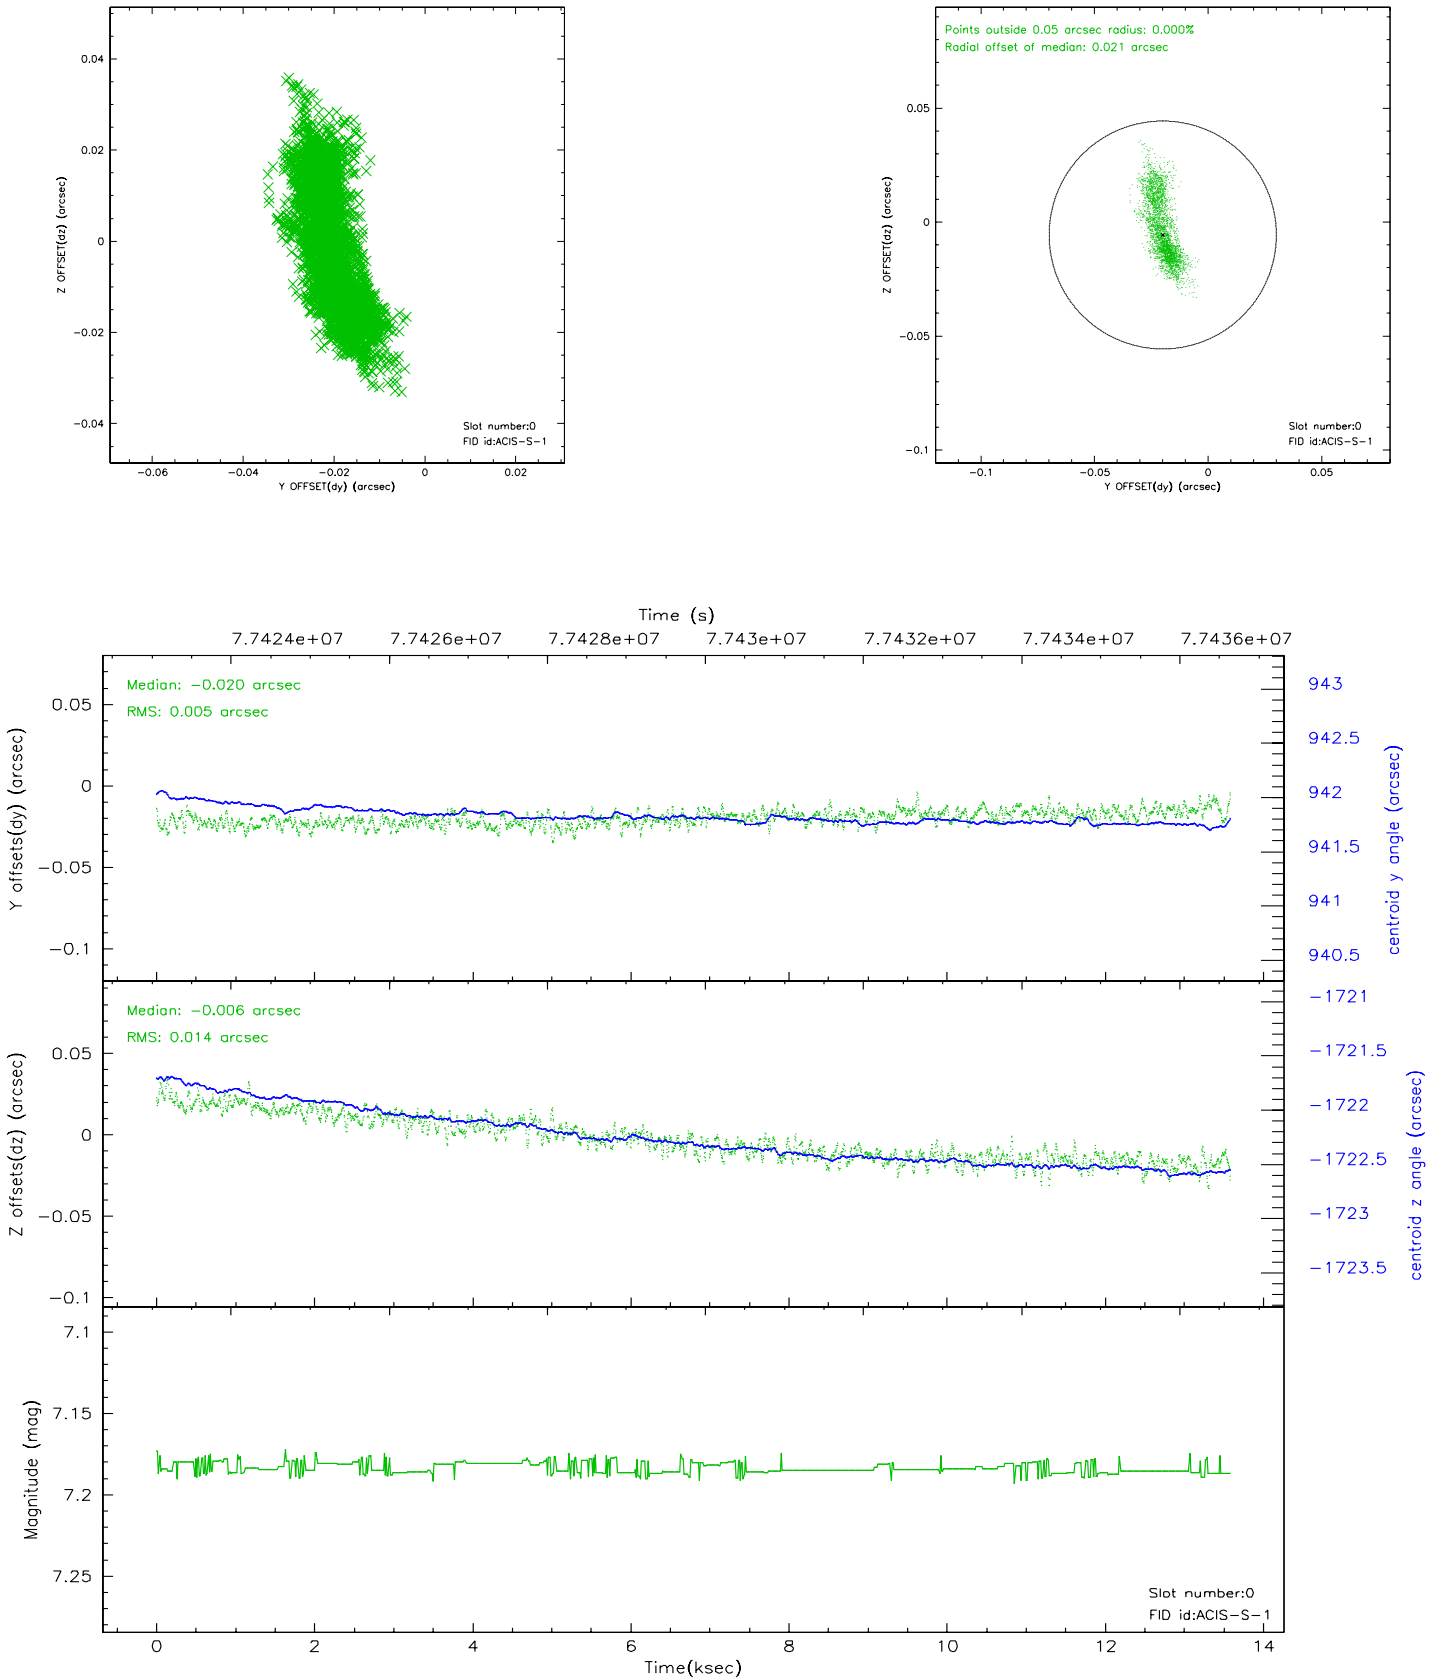 0.04
0.02
0
−0.02
−0.04
Z OFFSET(dz) (arcsec)
−0.06
−0.04
−0.02
0
0.02
Y OFFSET(dy) (arcsec)
Slot number:0
FID id:ACIS−S−1
Points outside 0.05 arcsec radius: 0.000%
Radial offset of median: 0.021 arcsec
0.05
0
−0.05
−0.1
Z OFFSET(dz) (arcsec)
−0.1
−0.05
0
0.05
Y OFFSET(dy) (arcsec)
Slot number:0
FID id:ACIS−S−1
Time (s)
7.7424e+07 7.7426e+07 7.7428e+07 7.743e+07 7.7432e+07 7.7434e+07 7.7436e+07
Median: −0.020 arcsec
RMS: 0.005 arcsec
0.05
0
−0.05
−0.1
Y offsets(dy) (arcsec)
943
942.5
942
941.5
941
940.5
centroid y angle (arcsec)
Median: −0.006 arcsec
RMS: 0.014 arcsec
0.05
0
−0.05
−0.1
Z offsets(dz) (arcsec)
−1721
−1721.5
−1722
−1722.5
−1723
−1723.5
centroid z angle (arcsec)
7.1
7.15
7.2
7.25
Magnitude (mag)
Slot number:0
FID id:ACIS−S−1
0 2 4 6 8 10 12 14
Time(ksec)